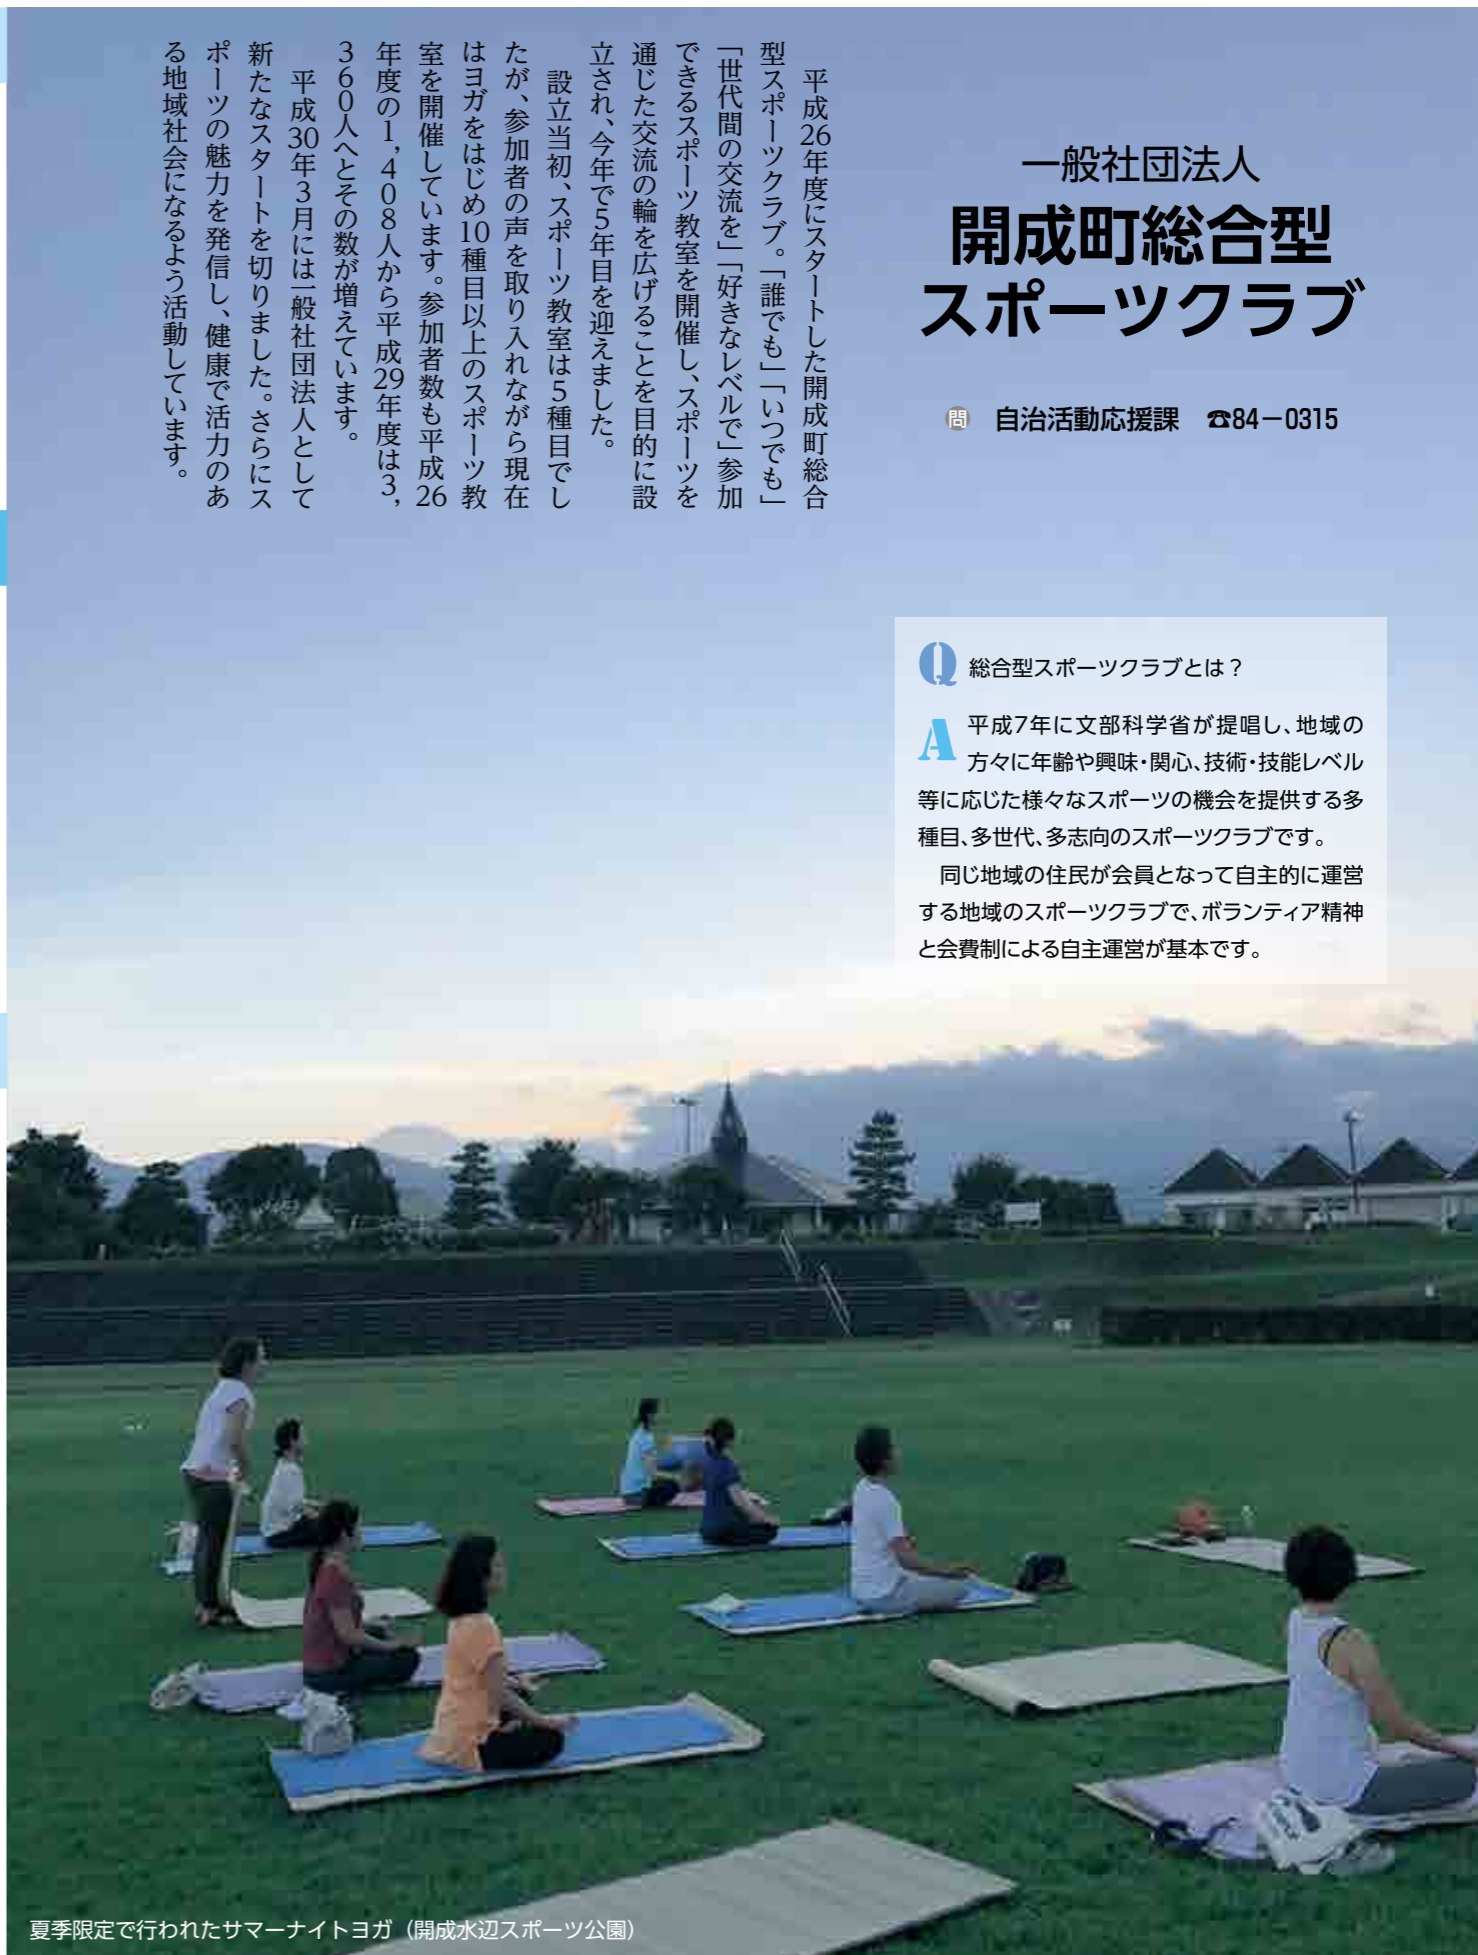 一般社団法人
開成町総合型
スポーツクラブ
問 自治活動応援課 ☎84－0315
平成26年度にスタートした開成町総合
型スポーツクラブ。「誰でも」「いつでも」
「世代間の交流を」「好きなレベルで」参加
できるスポーツ教室を開催し、スポーツを
通じた交流の輪を広げることを目的に設
立され、今年で5年目を迎えました。
設立当初、スポーツ教室は5種目でし
たが、参加者の声を取り入れながら現在
はヨガをはじめ10種目以上のスポーツ教
室を開催しています。参加者数も平成26
年度の1,408人から平成29年度は3,
360人へとその数が増えています。
平成30年3月には一般社団法人として
新たなスタートを切りました。さらにス
ポーツの魅力を発信し、健康で活力のあ
る地域社会になるよう活動しています。
Q 総合型スポーツクラブとは？
A 平成7年に文部科学省が提唱し、地域の
方々に年齢や興味・関心、技術・技能レベル
等に応じた様々なスポーツの機会を提供する多
種目、多世代、多志向のスポーツクラブです。
同じ地域の住民が会員となって自主的に運営
する地域のスポーツクラブで、ボランティア精神
と会費制による自主運営が基本です。
夏季限定で行われたサマーナイトヨガ（開成水辺スポーツ公園）